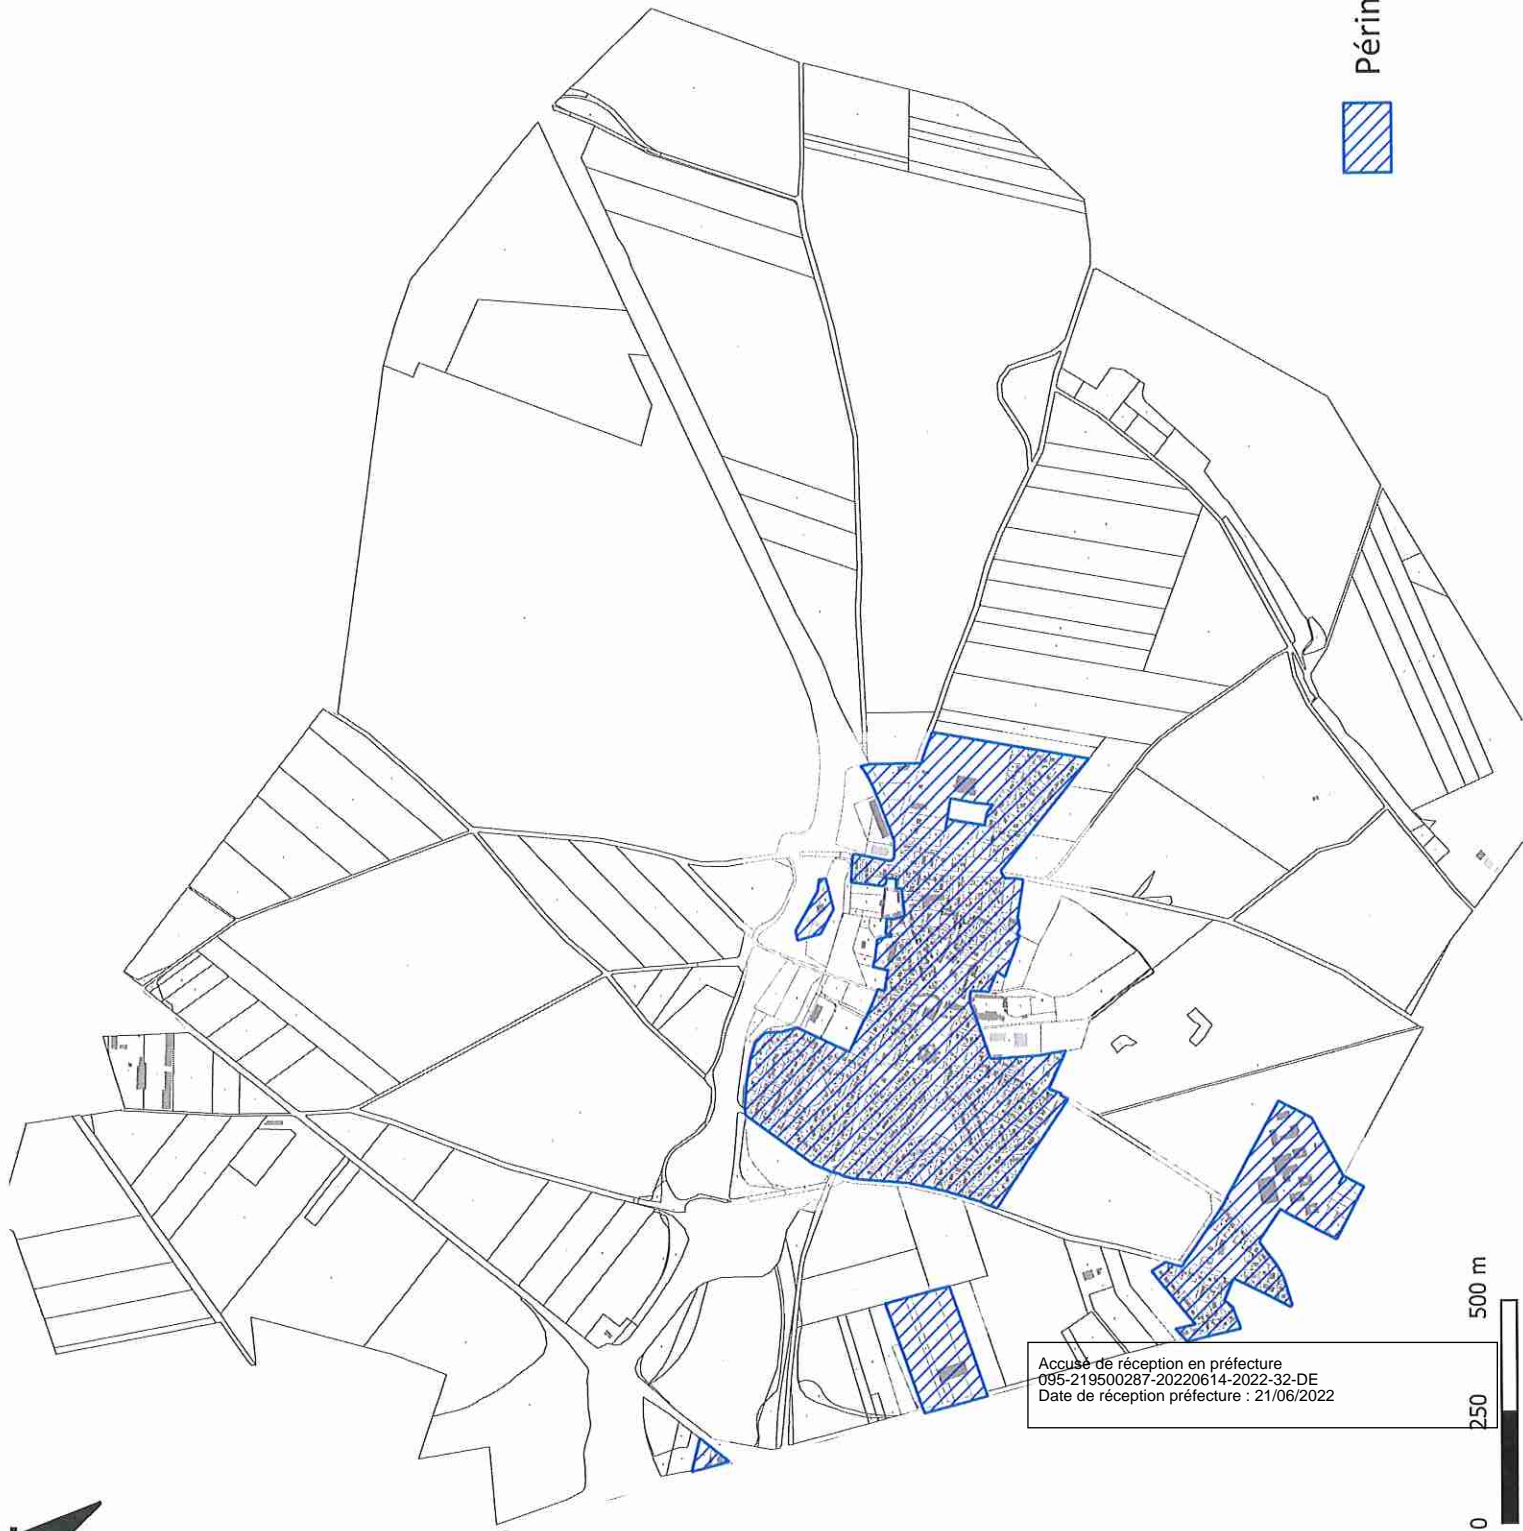 Périn
Accusé de réception en préfecture
095-219500287-20220614-2022-32-DE
Date de réception préfecture : 21/06/2022
0 250 500 m